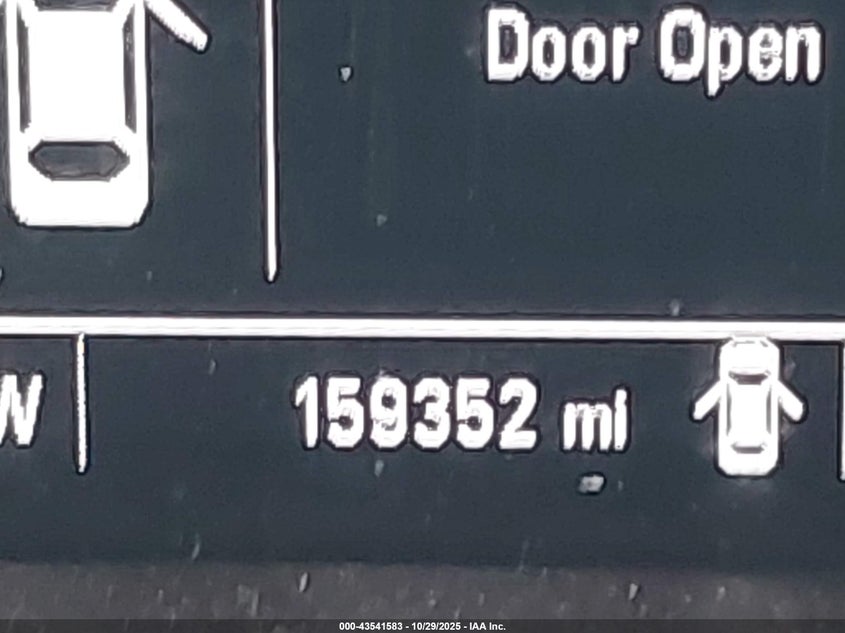 Door Open
W
159352 mi
000-43541583 - 10/29/2025 - IAA Inc.